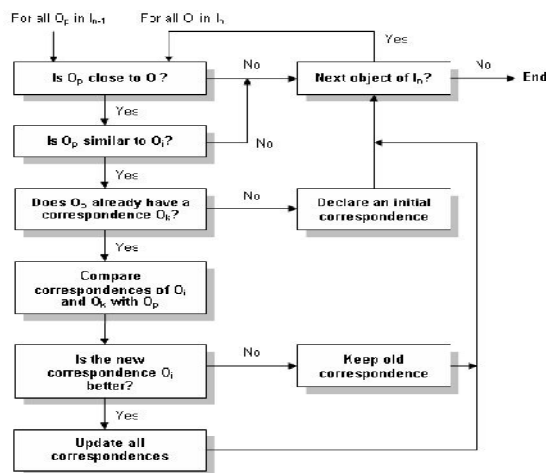 For all Op in In-1
For all O in In
Yes
Is Op close to O ?
No
Next object of In?
No
End
Yes
Is Op similar to Oi?
No
Yes
Does Op already have a
correspondence Ok?
No
Declare an initial
correspondence
Yes
Compare
correspondences of Oi
and Ok with Op
Is the new
correspondence Oi
better?
No
Keep old
correspondence
Yes
Update all
correspondences